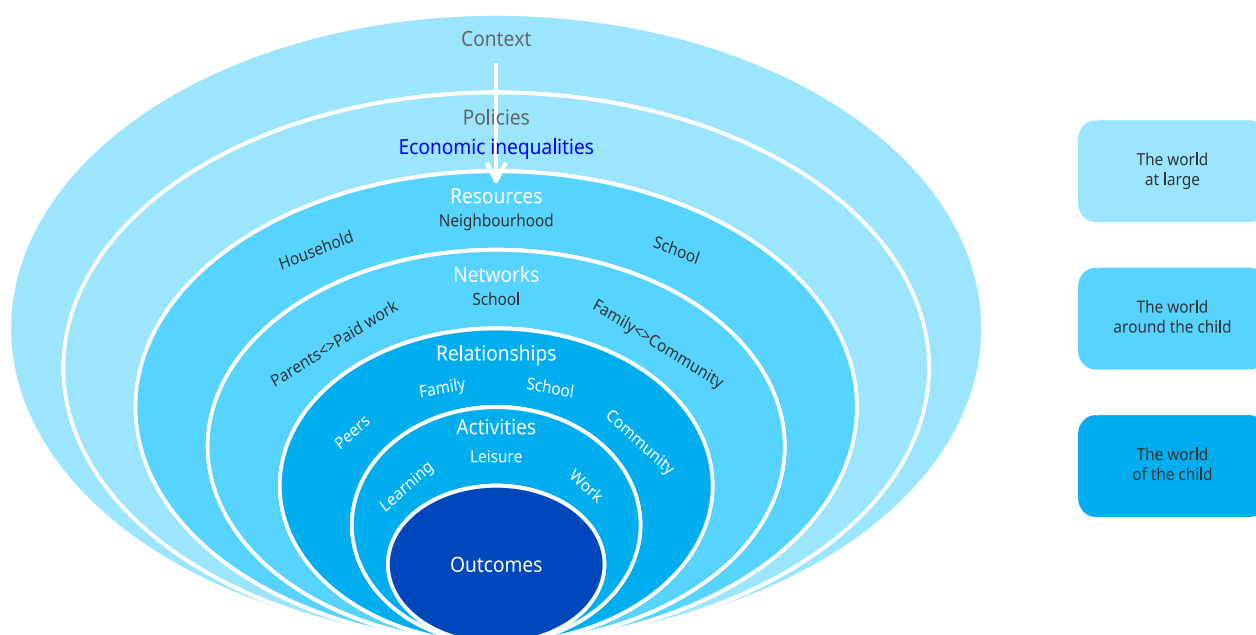 Context
Policies
Economic inequalities
Resources
Neighbourhood
Household
School
Networks
School
Parents<>Paid work
Family<>Community
Relationships
Family
School
Peers
Community
Activities
Leisure
Learning
Work
Outcomes
The world
at large
The world
around the child
The world
of the child